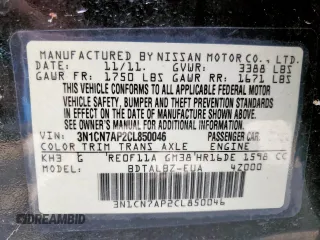 MANUFACTURED BY NISSAN MOTOR CO., LTD.
DATE: 11/11. GVWR: 3388 LBS
GAWR FR: 1750 LBS GAWR RR: 1671 LBS
THIS VEHICLE CONFORMS TO ALL APPLICABLE FEDERAL MOTOR
VEHICLE SAFETY, BUMPER AND THEFT PREVENTION STANDARDS
IN EFFECT ON THE DATE OF MANUFACTURE SHOWN ABOVE.
SEE OWNER'S MANUAL ON ADDITIONAL INFORMATION.
VIN: 3N1CN7AP2CL850046 PASSENGER CAR
COLOR TRIM TRANS AXLE ENGINE
KH3 G RE0F11A GM38 HR16DE 1598 CC
MODEL: BDTALBZ-EUA 4Z000
3N1CN7AP2CL850046
DREAMBID